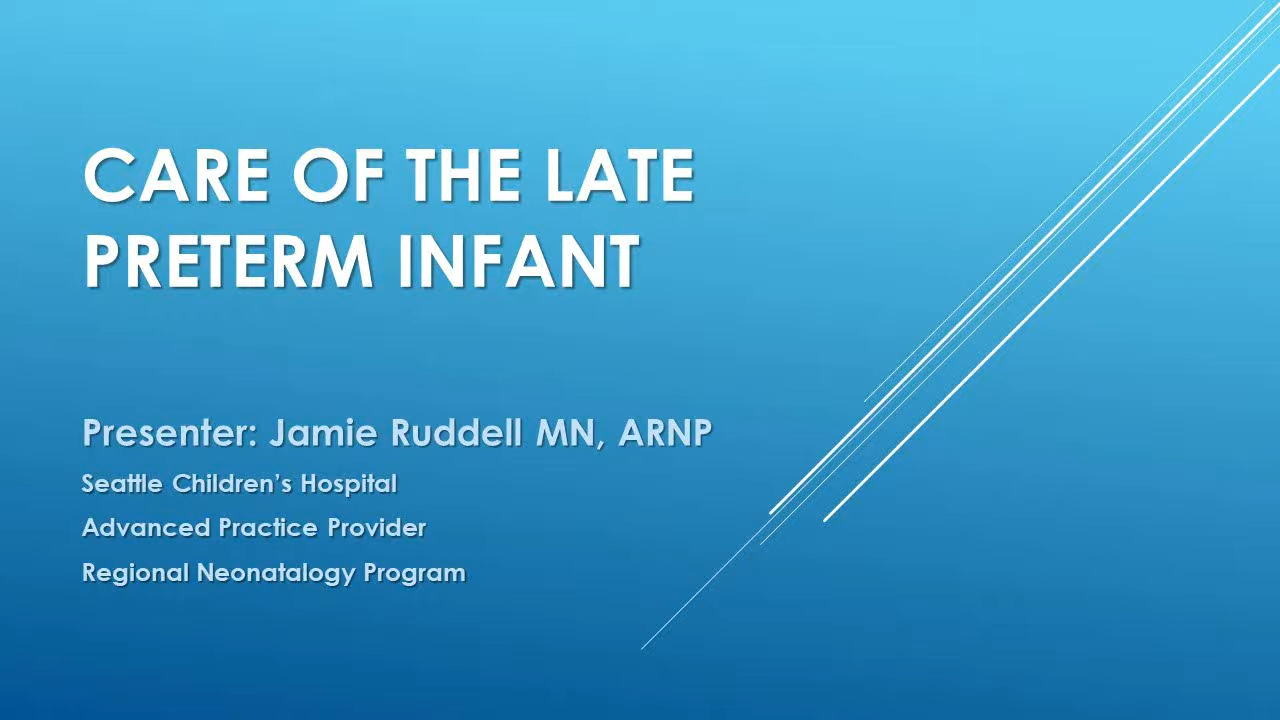 CARE OF THE LATE
PRETERM INFANT
Presenter: Jamie Ruddell MN, ARNP
Seattle Children’s Hospital
Advanced Practice Provider
Regional Neonatalogy Program